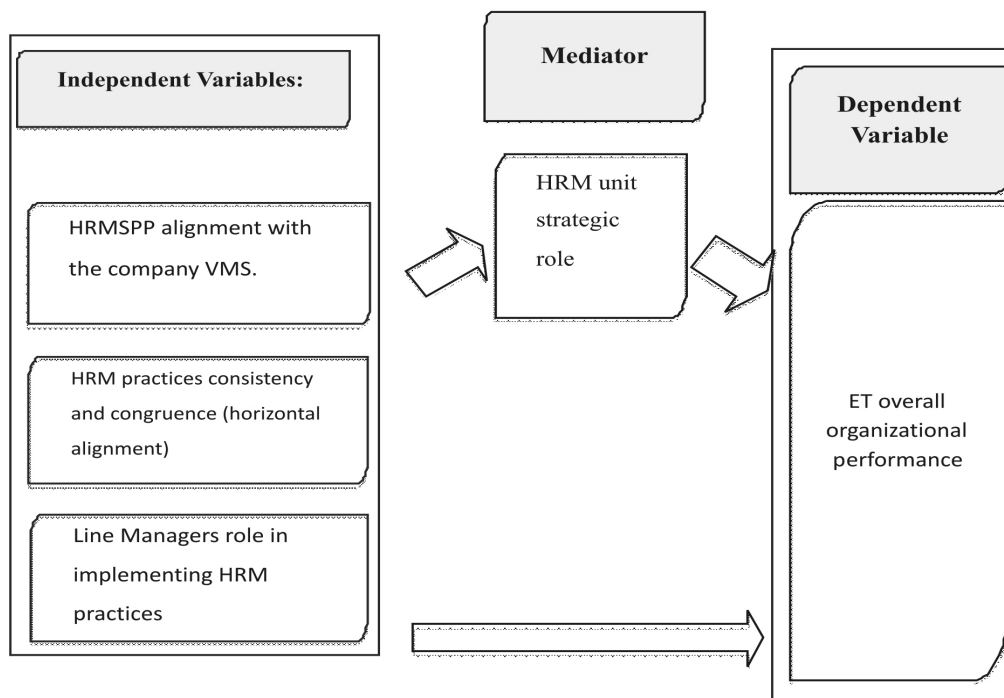 Independent Variables:
HRMSPP alignment with
the company VMS.
HRM practices consistency
and congruence (horizontal
alignment)
Line Managers role in
implementing HRM
practices
Mediator
HRM unit
strategic
role
Dependent
Variable
ET overall
organizational
performance